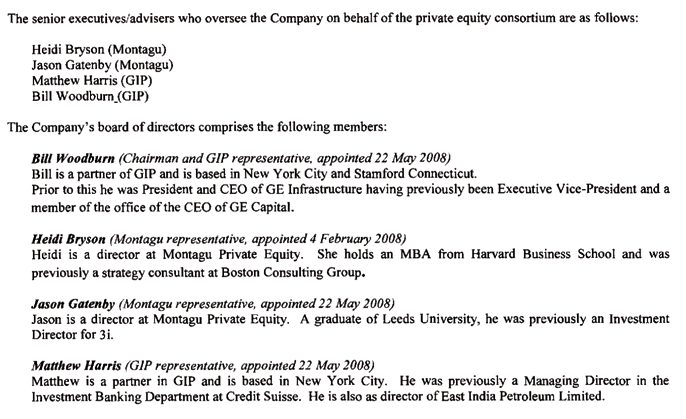 The senior executives/advisers who oversee the Company on behalf of the private equity consortium are as follows:
Heidi Bryson (Montagu)
Jason Gatenby (Montagu)
Matthew Harris (GIP)
Bill Woodburn (GIP)
The Company's board of directors comprises the following members:
Bill Woodburn (Chairman and GIP representative, appointed 22 May 2008)
Bill is a partner of GIP and is based in New York City and Stamford Connecticut.
Prior to this he was President and CEO of GE Infrastructure having previously been Executive Vice-President and a
member of the office of the CEO of GE Capital.
Heidi Bryson (Montagu representative, appointed 4 February 2008)
Heidi is a director at Montagu Private Equity. She holds an MBA from Harvard Business School and was
previously a strategy consultant at Boston Consulting Group.
Jason Gatenby (Montagu representative, appointed 22 May 2008)
Jason is a director at Montagu Private Equity. A graduate of Leeds University, he was previously an Investment
Director for 3i.
Matthew Harris (GIP representative, appointed 22 May 2008)
Matthew is a partner in GIP and is based in New York City. He was previously a Managing Director in the
Investment Banking Department at Credit Suisse. He is also as director of East India Petroleum Limited.